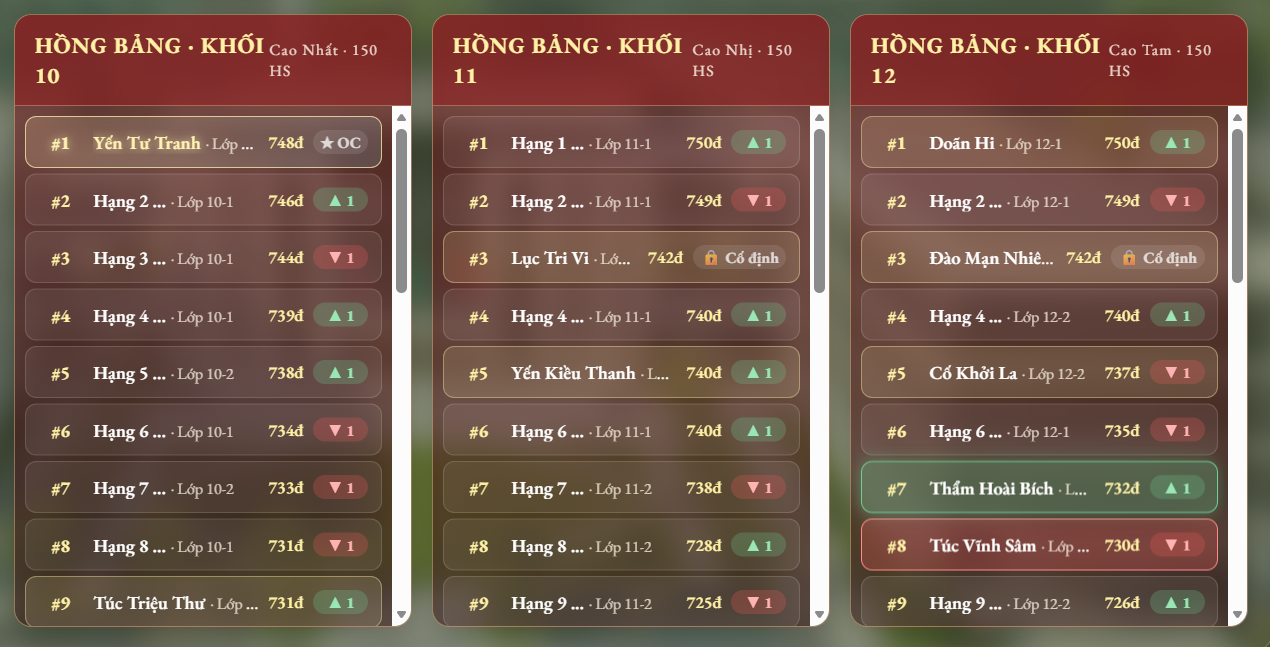 HỒNG BẢNG · KHỐI 10
Cao Nhất · 150 HS
#1 Yến Tư Tranh · Lớp ... 748đ ★ OC
#2 Hạng 2 ... · Lớp 10-1 746đ ▲ 1
#3 Hạng 3 ... · Lớp 10-1 744đ ▼ 1
#4 Hạng 4 ... · Lớp 10-1 739đ ▲ 1
#5 Hạng 5 ... · Lớp 10-2 738đ ▲ 1
#6 Hạng 6 ... · Lớp 10-1 734đ ▼ 1
#7 Hạng 7 ... · Lớp 10-2 733đ ▼ 1
#8 Hạng 8 ... · Lớp 10-1 731đ ▼ 1
#9 Túc Triệu Thư · Lớp ... 731đ ▲ 1
HỒNG BẢNG · KHỐI 11
Cao Nhị · 150 HS
#1 Hạng 1 ... · Lớp 11-1 750đ ▲ 1
#2 Hạng 2 ... · Lớp 11-1 749đ ▼ 1
#3 Lục Tri Vi · Lớ... 742đ 🔒 Cố định
#4 Hạng 4 ... · Lớp 11-1 740đ ▲ 1
#5 Yến Kiều Thanh · L... 740đ ▲ 1
#6 Hạng 6 ... · Lớp 11-1 740đ ▲ 1
#7 Hạng 7 ... · Lớp 11-2 738đ ▼ 1
#8 Hạng 8 ... · Lớp 11-2 728đ ▲ 1
#9 Hạng 9 ... · Lớp 11-2 725đ ▼ 1
HỒNG BẢNG · KHỐI 12
Cao Tam · 150 HS
#1 Doãn Hi · Lớp 12-1 750đ ▲ 1
#2 Hạng 2 ... · Lớp 12-1 749đ ▼ 1
#3 Đào Mạn Nhiê... 742đ 🔒 Cố định
#4 Hạng 4 ... · Lớp 12-2 740đ ▲ 1
#5 Cố Khởi La · Lớp 12-2 737đ ▼ 1
#6 Hạng 6 ... · Lớp 12-1 735đ ▼ 1
#7 Thẩm Hoài Bích · L... 732đ ▲ 1
#8 Túc Vĩnh Sâm · Lớp ... 730đ ▼ 1
#9 Hạng 9 ... · Lớp 12-2 726đ ▲ 1